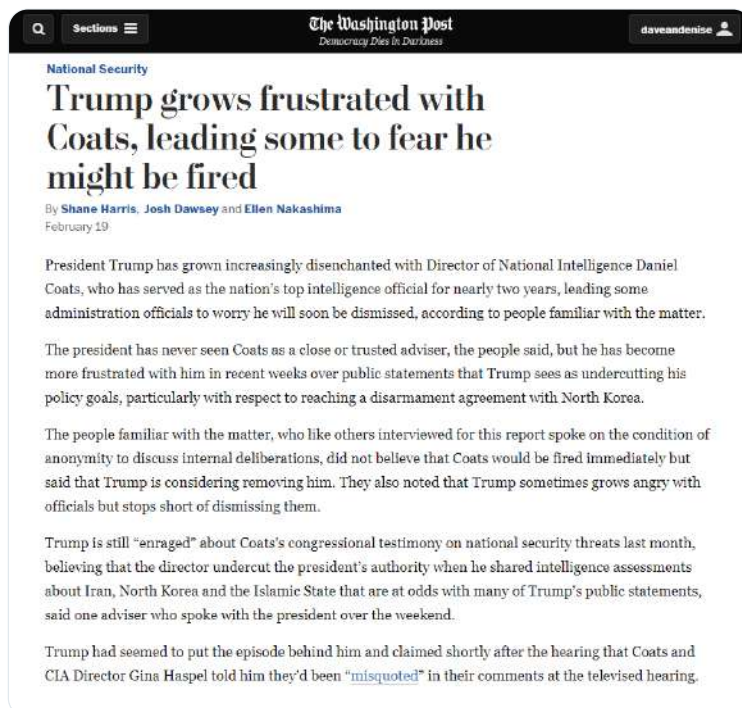 Sections
The Washington Post
Democracy Dies in Darkness
daveandenise
National Security
Trump grows frustrated with
Coats, leading some to fear he
might be fired
By Shane Harris, Josh Dawsey and Ellen Nakashima
February 19
President Trump has grown increasingly disenchanted with Director of National Intelligence Daniel
Coats, who has served as the nation's top intelligence official for nearly two years, leading some
administration officials to worry he will soon be dismissed, according to people familiar with the matter.
The president has never seen Coats as a close or trusted adviser, the people said, but he has become
more frustrated with him in recent weeks over public statements that Trump sees as undercutting his
policy goals, particularly with respect to reaching a disarmament agreement with North Korea.
The people familiar with the matter, who like others interviewed for this report spoke on the condition of
anonymity to discuss internal deliberations, did not believe that Coats would be fired immediately but
said that Trump is considering removing him. They also noted that Trump sometimes grows angry with
officials but stops short of dismissing them.
Trump is still “enraged” about Coats's congressional testimony on national security threats last month,
believing that the director undercut the president's authority when he shared intelligence assessments
about Iran, North Korea and the Islamic State that are at odds with many of Trump's public statements,
said one adviser who spoke with the president over the weekend.
Trump had seemed to put the episode behind him and claimed shortly after the hearing that Coats and
CIA Director Gina Haspel told him they'd been “misquoted” in their comments at the televised hearing.